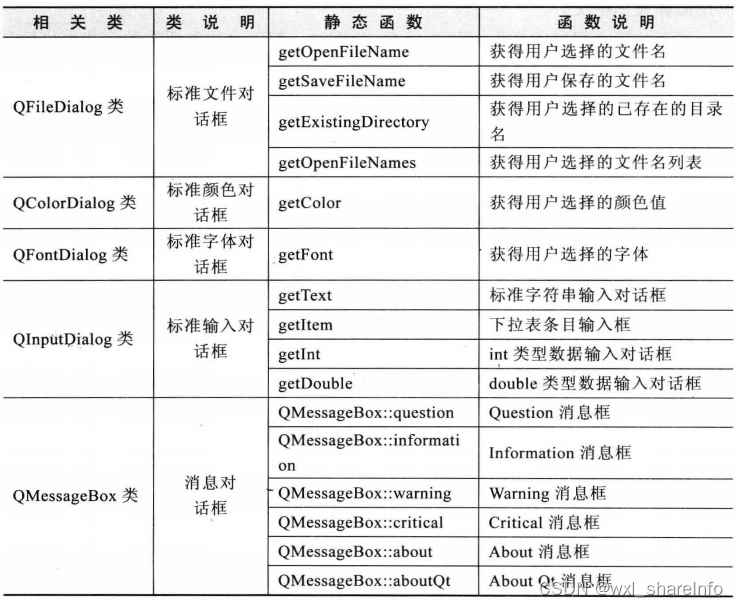 相关类 类说明 静态函数 函数说明
QFileDialog 类 标准文件对话框 getOpenFileName 获得用户选择的文件名
getSaveFileName 获得用户保存的文件名
getExistingDirectory 获得用户选择的已存在的目录名
getOpenFileNames 获得用户选择的文件名列表
QColorDialog 类 标准颜色对话框 getColor 获得用户选择的颜色值
QFontDialog 类 标准字体对话框 getFont 获得用户选择的字体
QInputDialog 类 标准输入对话框 getText 标准字符串输入对话框
getItem 下拉表条目输入框
getInt int 类型数据输入对话框
getDouble double 类型数据输入对话框
QMessageBox 类 消息对话框 QMessageBox::question Question 消息框
QMessageBox::information Information 消息框
QMessageBox::warning Warning 消息框
QMessageBox::critical Critical 消息框
QMessageBox::about About 消息框
QMessageBox::aboutQt About Qt 消息框
CSDN @wxl_shareInfo